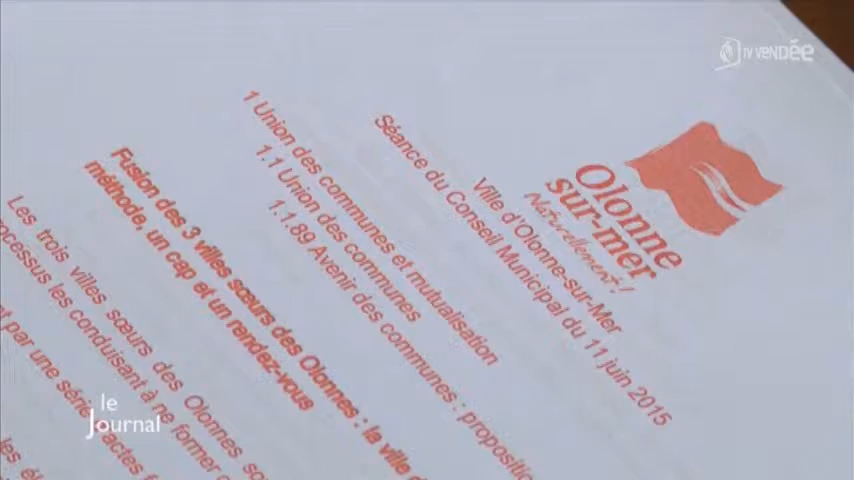 TV VENDÉE
Olonne
sur-mer
Naturellement !
Ville d'Olonne-sur-Mer
Séance du Conseil Municipal du 11 juin 2015
1 Union des communes et mutualisation
1.1 Union des communes
1.1.89 Avenir des communes : proposition
Fusion des 3 villes sœurs des Olonnes : la ville
méthode, un cap et un rendez-vous
Les trois villes sœurs des Olonnes
les conduisant à ne former
par une série
actes
les
le
Journal